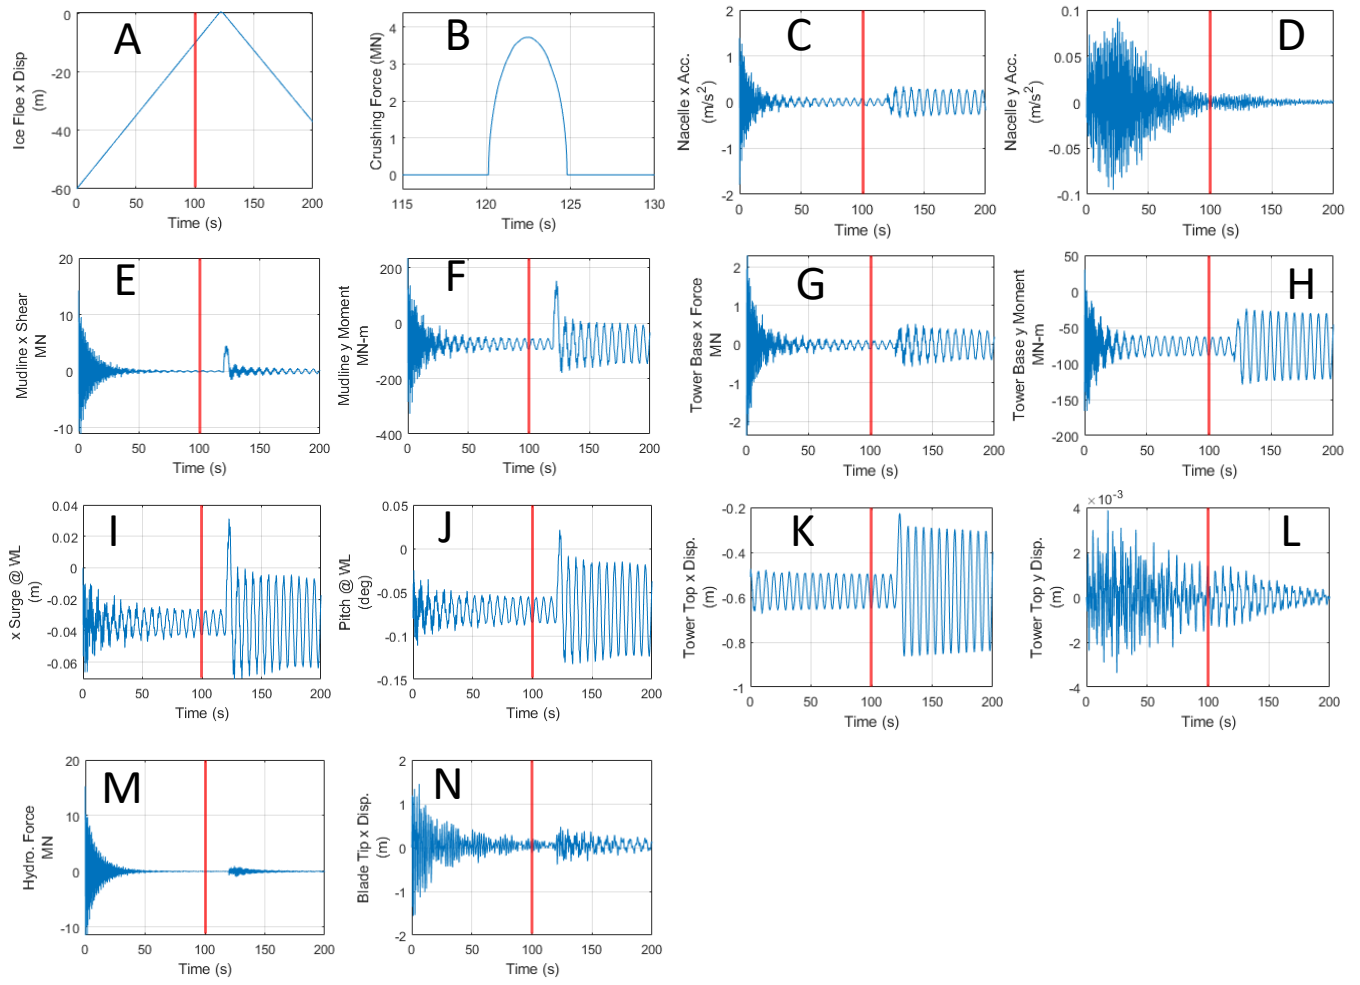 A
Ice Floe x Disp
(m)
0
-20
-40
-60
0 50 100 150 200
Time (s)
B
Crushing Force (MN)
4
3
2
1
0
115 120 125 130
Time (s)
C
Nacelle x Acc.
(m/s²)
2
1
0
-1
-2
0 50 100 150 200
Time (s)
D
Nacelle y Acc.
(m/s²)
0.1
0.05
0
-0.05
-0.1
0 50 100 150 200
Time (s)
E
Mudline x Shear
MN
20
10
0
-10
0 50 100 150 200
Time (s)
F
Mudline y Moment
MN-m
200
0
-200
-400
0 50 100 150 200
Time (s)
G
Tower Base x Force
MN
2
1
0
-1
-2
0 50 100 150 200
Time (s)
H
Tower Base y Moment
MN-m
50
0
-50
-100
-150
-200
0 50 100 150 200
Time (s)
I
x Surge @ WL
(m)
0.04
0.02
0
-0.02
-0.04
-0.06
0 50 100 150 200
Time (s)
J
Pitch @ WL
(deg)
0.05
0
-0.05
-0.1
-0.15
0 50 100 150 200
Time (s)
K
Tower Top x Disp.
(m)
-0.2
-0.4
-0.6
-0.8
-1
0 50 100 150 200
Time (s)
L
Tower Top y Disp.
(m)
×10⁻³
4
2
0
-2
-4
0 50 100 150 200
Time (s)
M
Hydro. Force
MN
20
10
0
-10
0 50 100 150 200
Time (s)
N
Blade Tip x Disp.
(m)
2
1
0
-1
-2
0 50 100 150 200
Time (s)